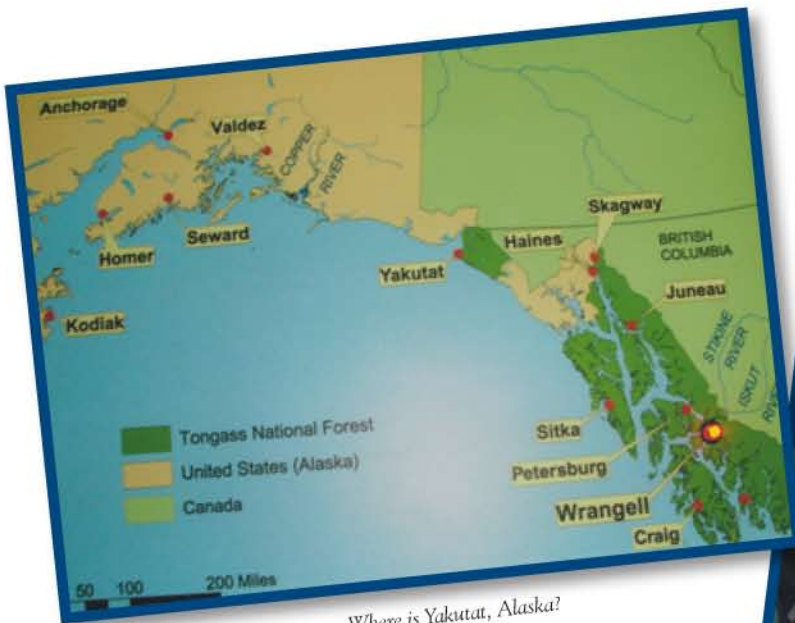 Anchorage
Valdez
COPPER
RIVER
Skagway
Haines
BRITISH
COLUMBIA
Homer
Seward
Yakutat
Juneau
Kodiak
STIKINE
RIVER
ISKUT
Tongass National Forest
United States (Alaska)
Canada
Sitka
Petersburg
Wrangell
Craig
50 100 200 Miles
Where is Yakutat, Alaska?